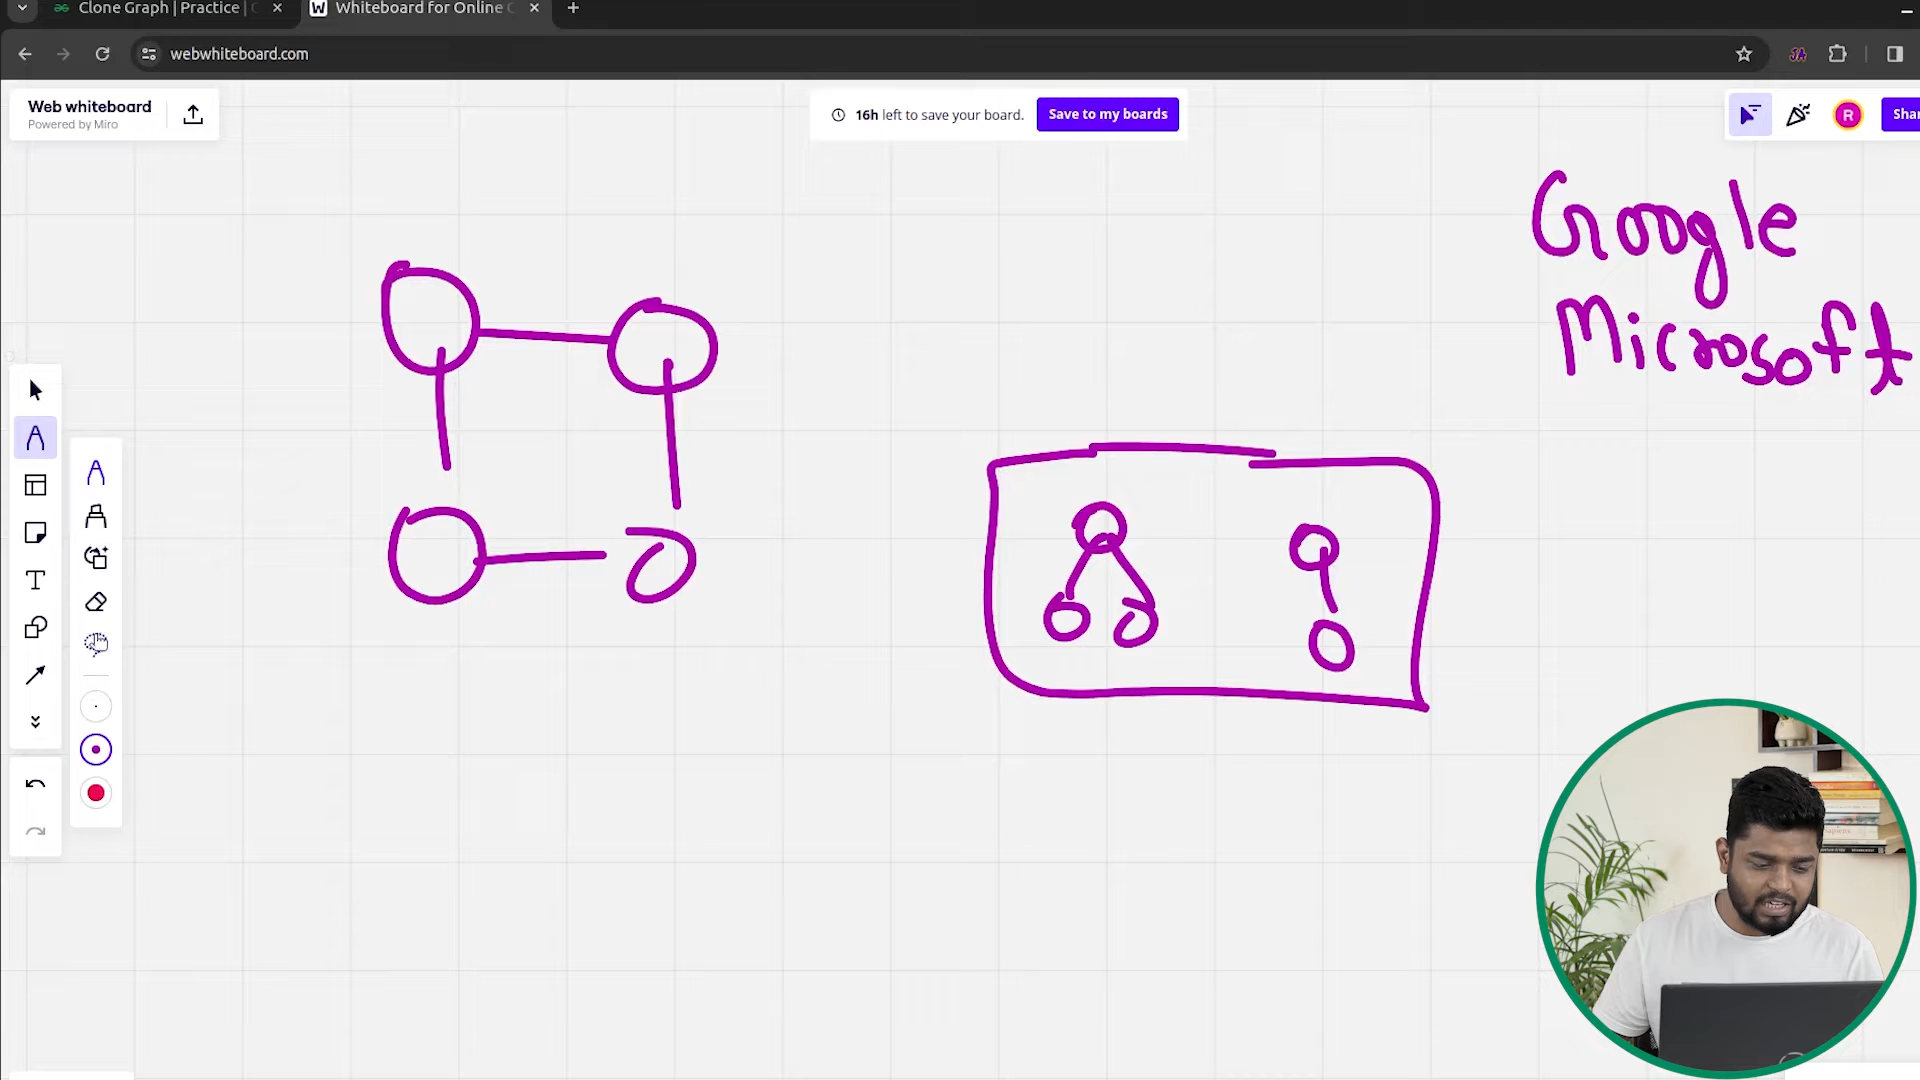 Clone Graph | Practice |
Whiteboard for Online
webwhiteboard.com
Web whiteboard
Powered by Miro
16h left to save your board.
Save to my boards
R
Google
Microsoft